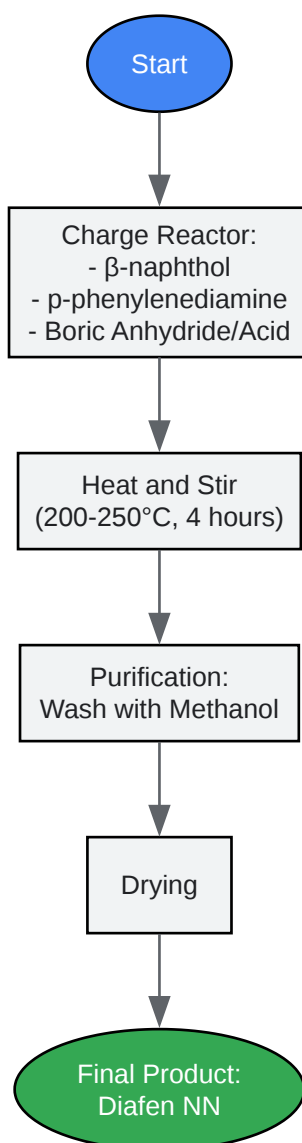 Start
Charge Reactor:
- β-naphthol
- p-phenylenediamine
- Boric Anhydride/Acid
Heat and Stir
(200-250°C, 4 hours)
Purification:
Wash with Methanol
Drying
Final Product:
Diafen NN